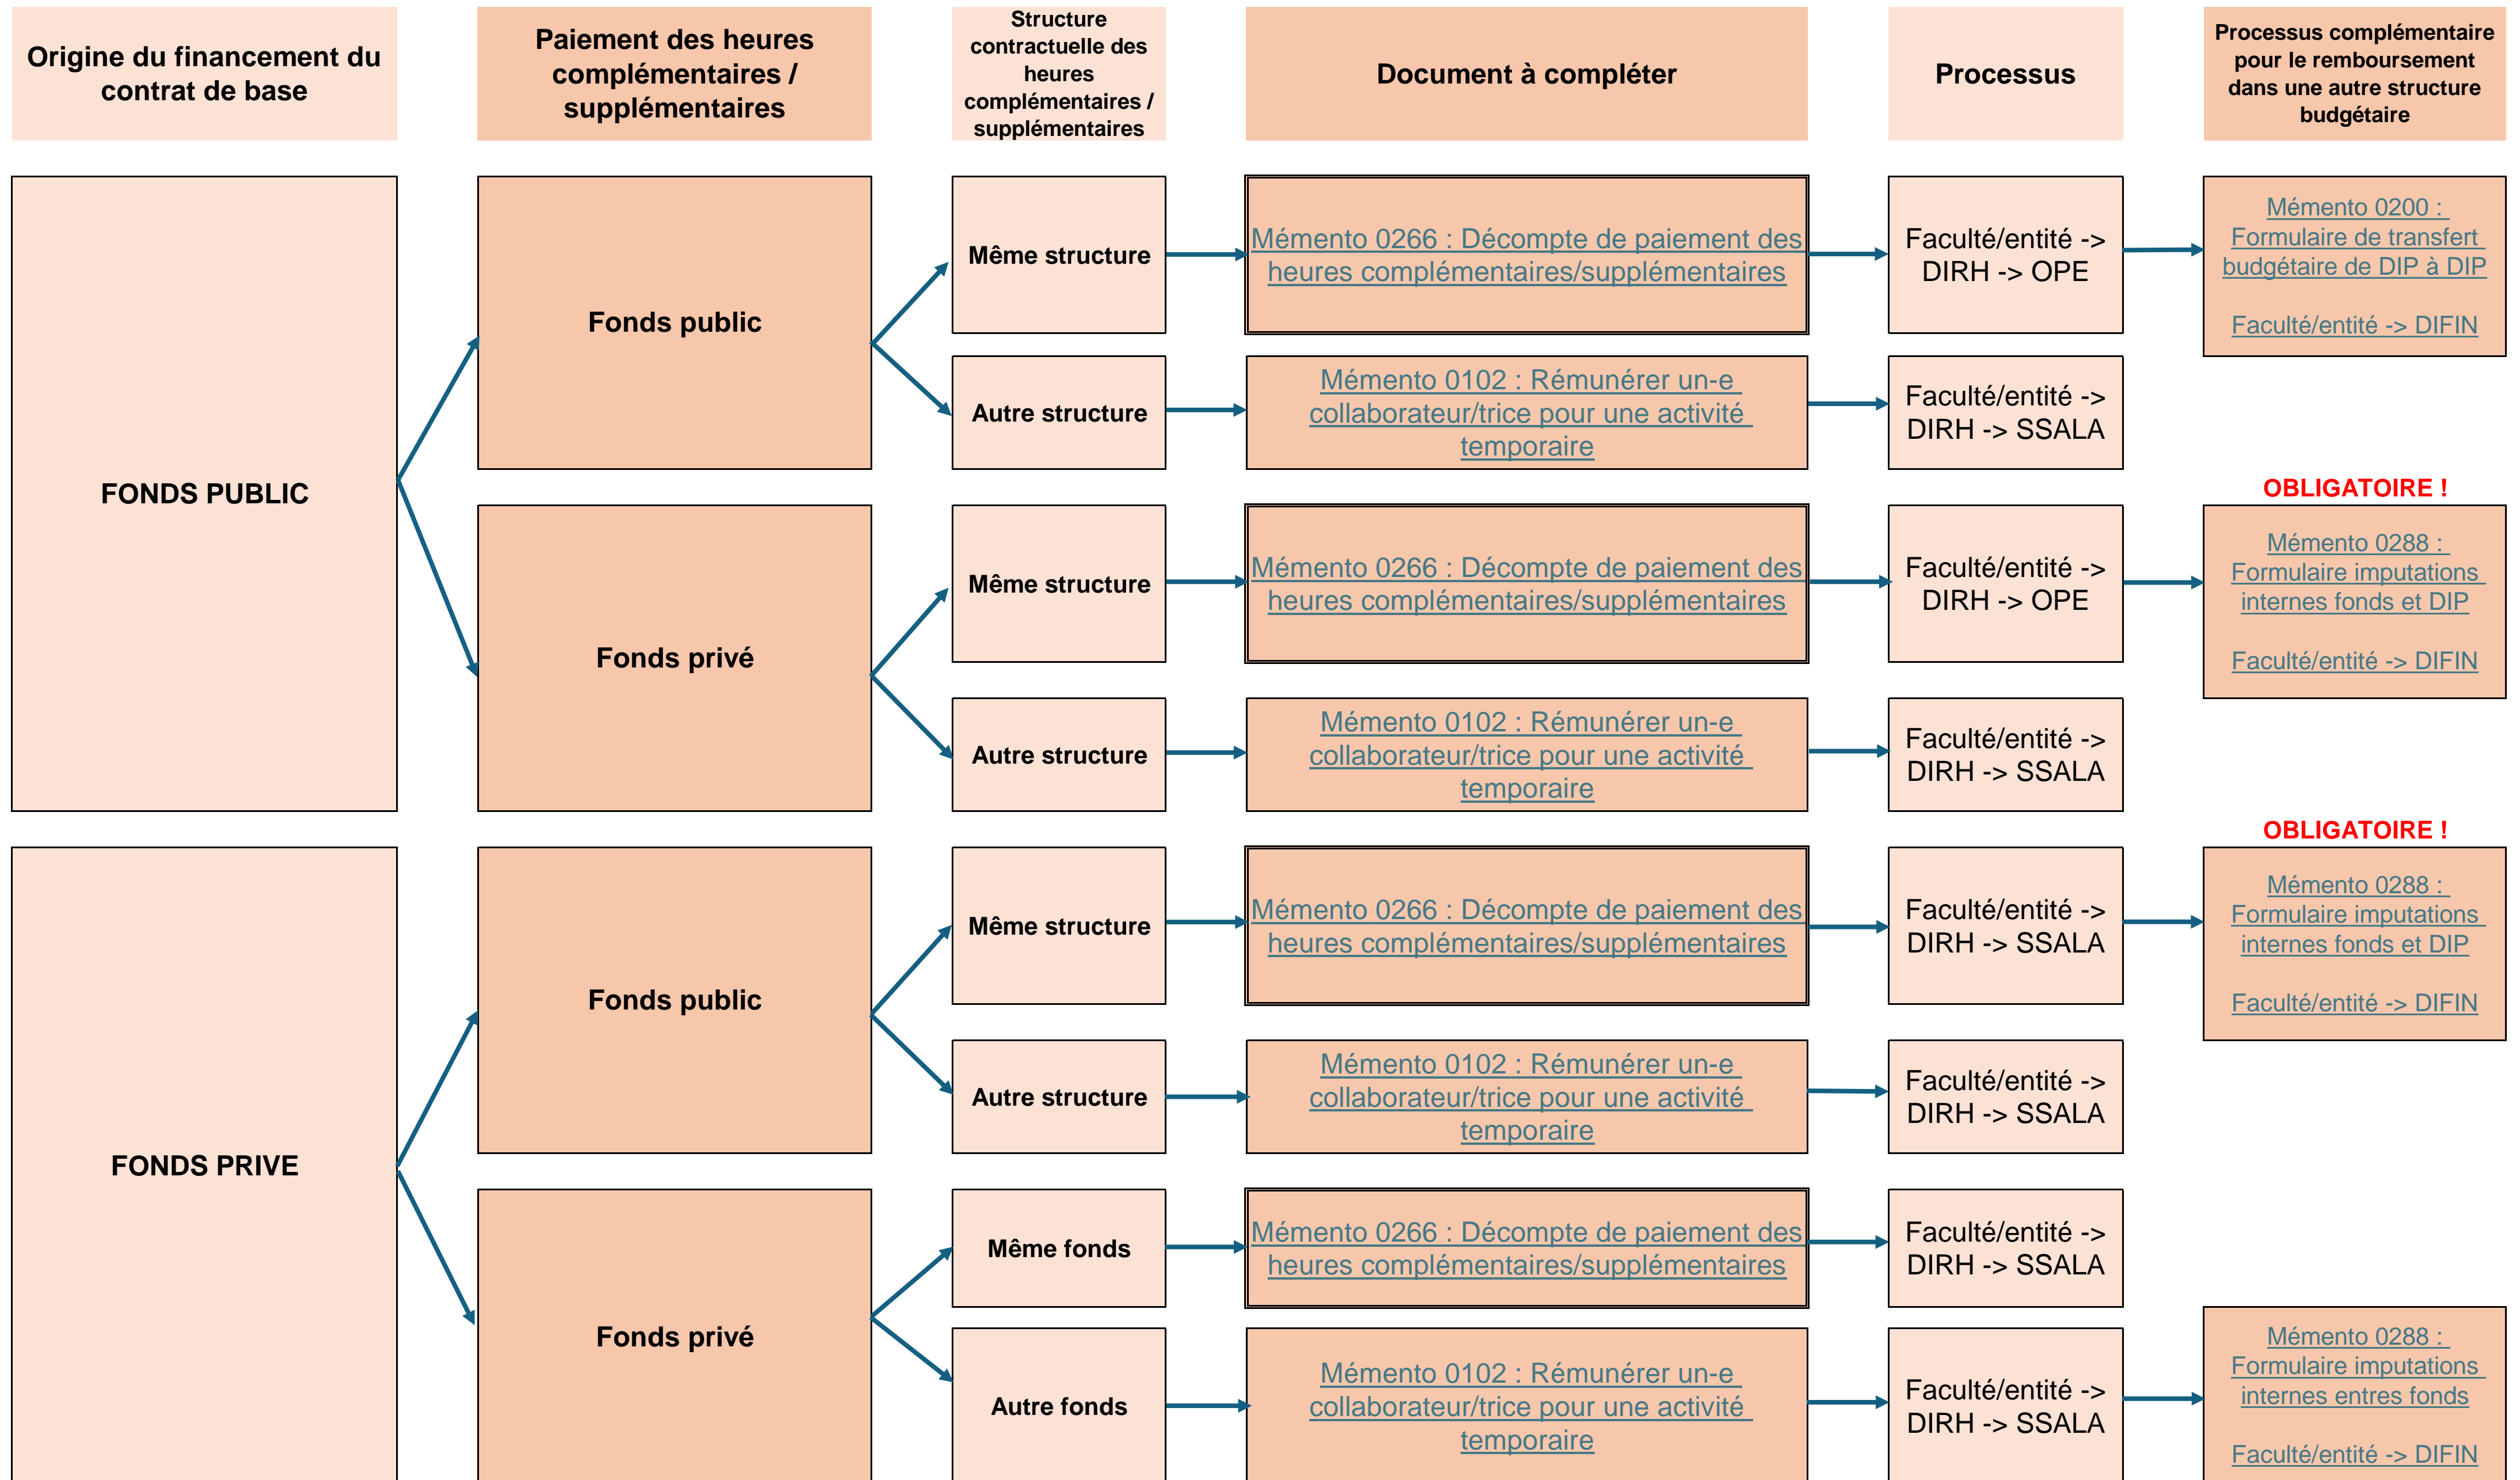 Origine du financement du
contrat de base
Paiement des heures
complémentaires /
supplémentaires
Structure
contractuelle des
heures
complémentaires /
supplémentaires
Document à compléter
Processus
Processus complémentaire
pour le remboursement
dans une autre structure
budgétaire
FONDS PUBLIC
Fonds public
Même structure
Mémento 0266 : Décompte de paiement des
heures complémentaires/supplémentaires
Faculté/entité ->
DIRH -> OPE
Mémento 0200 :
Formulaire de transfert
budgétaire de DIP à DIP
Faculté/entité -> DIFIN
Autre structure
Mémento 0102 : Rémunérer un-e
collaborateur/trice pour une activité
temporaire
Faculté/entité ->
DIRH -> SSALA
Fonds privé
Même structure
Mémento 0266 : Décompte de paiement des
heures complémentaires/supplémentaires
Faculté/entité ->
DIRH -> OPE
OBLIGATOIRE !
Mémento 0288 :
Formulaire imputations
internes fonds et DIP
Faculté/entité -> DIFIN
Autre structure
Mémento 0102 : Rémunérer un-e
collaborateur/trice pour une activité
temporaire
Faculté/entité ->
DIRH -> SSALA
FONDS PRIVE
Fonds public
Même structure
Mémento 0266 : Décompte de paiement des
heures complémentaires/supplémentaires
Faculté/entité ->
DIRH -> SSALA
OBLIGATOIRE !
Mémento 0288 :
Formulaire imputations
internes fonds et DIP
Faculté/entité -> DIFIN
Autre structure
Mémento 0102 : Rémunérer un-e
collaborateur/trice pour une activité
temporaire
Faculté/entité ->
DIRH -> SSALA
Fonds privé
Même fonds
Mémento 0266 : Décompte de paiement des
heures complémentaires/supplémentaires
Faculté/entité ->
DIRH -> SSALA
Autre fonds
Mémento 0102 : Rémunérer un-e
collaborateur/trice pour une activité
temporaire
Faculté/entité ->
DIRH -> SSALA
Mémento 0288 :
Formulaire imputations
internes entres fonds
Faculté/entité -> DIFIN